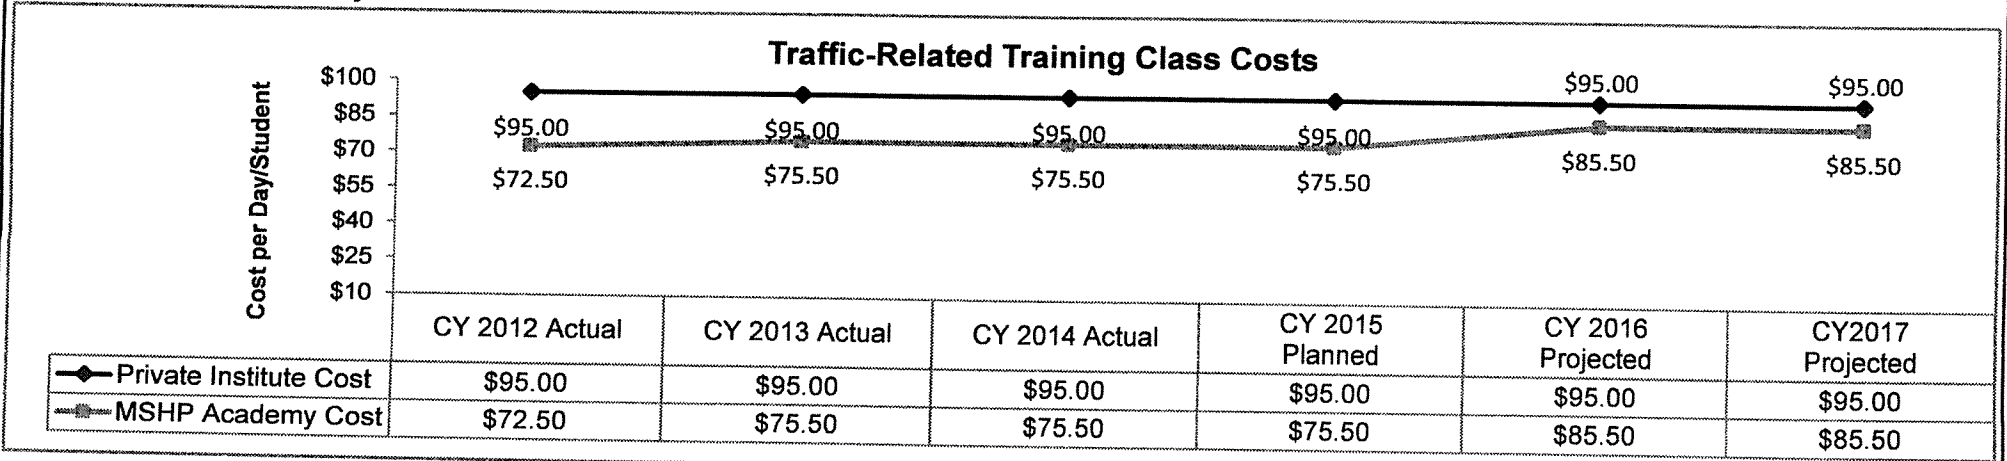 Traffic-Related Training Class Costs
Cost per Day/Student
$100
$85
$70
$55
$40
$25
$10
$95.00 $95.00
$95.00 $95.00 $95.00 $95.00
$72.50 $75.50 $75.50 $75.50 $85.50 $85.50
CY 2012 Actual CY 2013 Actual CY 2014 Actual CY 2015 Planned CY 2016 Projected CY2017 Projected
Private Institute Cost $95.00 $95.00 $95.00 $95.00 $95.00 $95.00
MSHP Academy Cost $72.50 $75.50 $75.50 $75.50 $85.50 $85.50